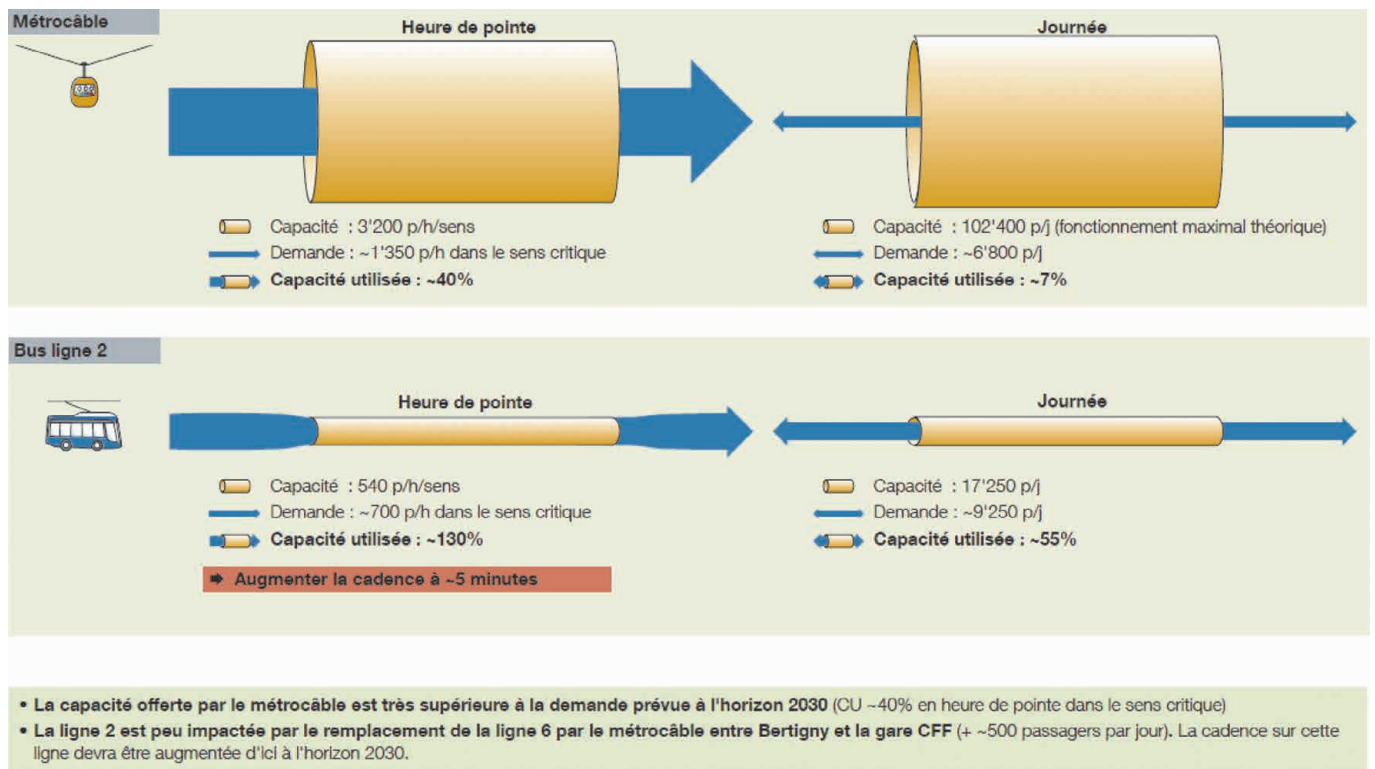 Métrocâble
Heure de pointe
Journée
Capacité : 3'200 p/h/sens
Demande : ~1'350 p/h dans le sens critique
Capacité utilisée : ~40%
Capacité : 102'400 p/j (fonctionnement maximal théorique)
Demande : ~6'800 p/j
Capacité utilisée : ~7%
Bus ligne 2
Heure de pointe
Journée
Capacité : 540 p/h/sens
Demande : ~700 p/h dans le sens critique
Capacité utilisée : ~130%
➡ Augmenter la cadence à ~5 minutes
Capacité : 17'250 p/j
Demande : ~9'250 p/j
Capacité utilisée : ~55%
• La capacité offerte par le métrocâble est très supérieure à la demande prévue à l'horizon 2030 (CU ~40% en heure de pointe dans le sens critique)
• La ligne 2 est peu impactée par le remplacement de la ligne 6 par le métrocâble entre Bertigny et la gare CFF (+ ~500 passagers par jour). La cadence sur cette
ligne devra être augmentée d'ici à l'horizon 2030.